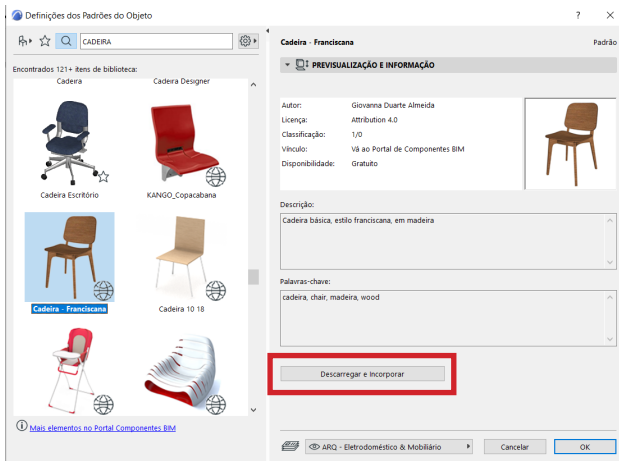 Definições dos Padrões do Objeto
? ×
CADEIRA
Encontrados 121+ itens de biblioteca:
Cadeira
Cadeira Designer
Cadeira Escritório
KANGO_Copacabana
Cadeira - Franciscana
Cadeira 10 18
Mais elementos no Portal Componentes BIM
Cadeira - Franciscana
Padrão
PREVISUALIZAÇÃO E INFORMAÇÃO
Autor: Giovanna Duarte Almeida
Licença: Attribution 4.0
Classificação: 1/0
Vínculo: Vá ao Portal de Componentes BIM
Disponibilidade: Gratuito
Descrição:
Cadeira básica, estilo franciscana, em madeira
Palavras-chave:
cadeira, chair, madeira, wood
Descarregar e Incorporar
ARQ - Eletrodoméstico & Mobiliário
Cancelar
OK